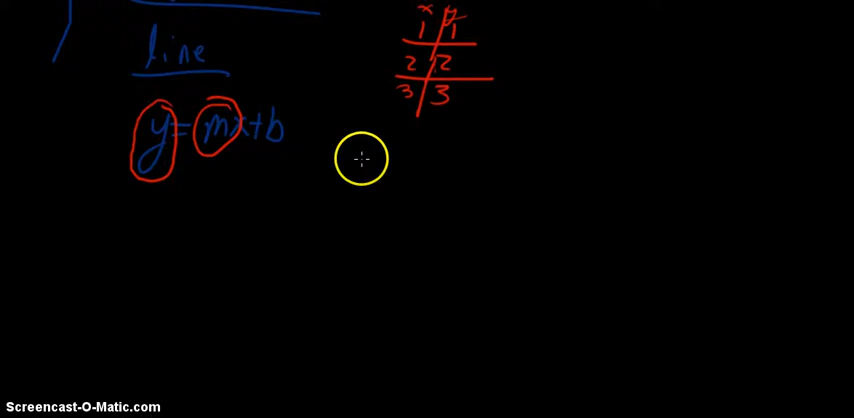 line
y = mx + b
x y
1 1
2 2
3 3
Screencast-O-Matic.com